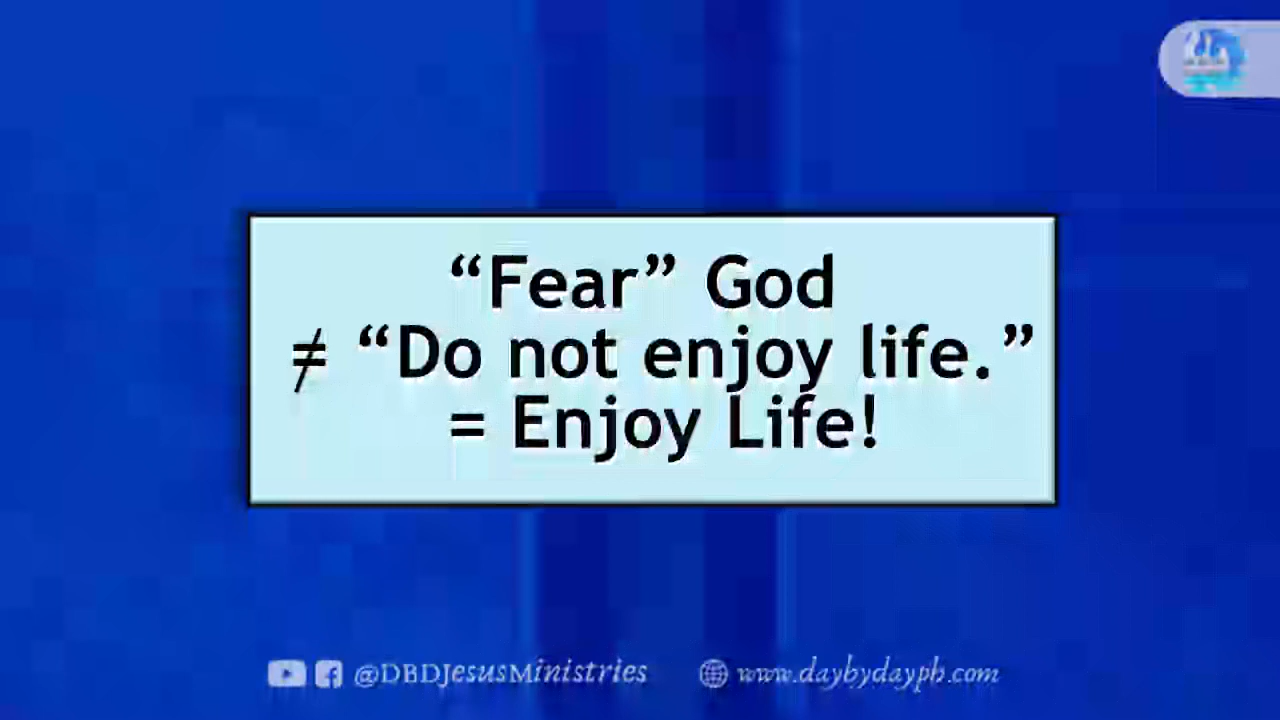 “Fear” God
≠ “Do not enjoy life.”
= Enjoy Life!
@DBDJesusMinistries
www.daybydayph.com